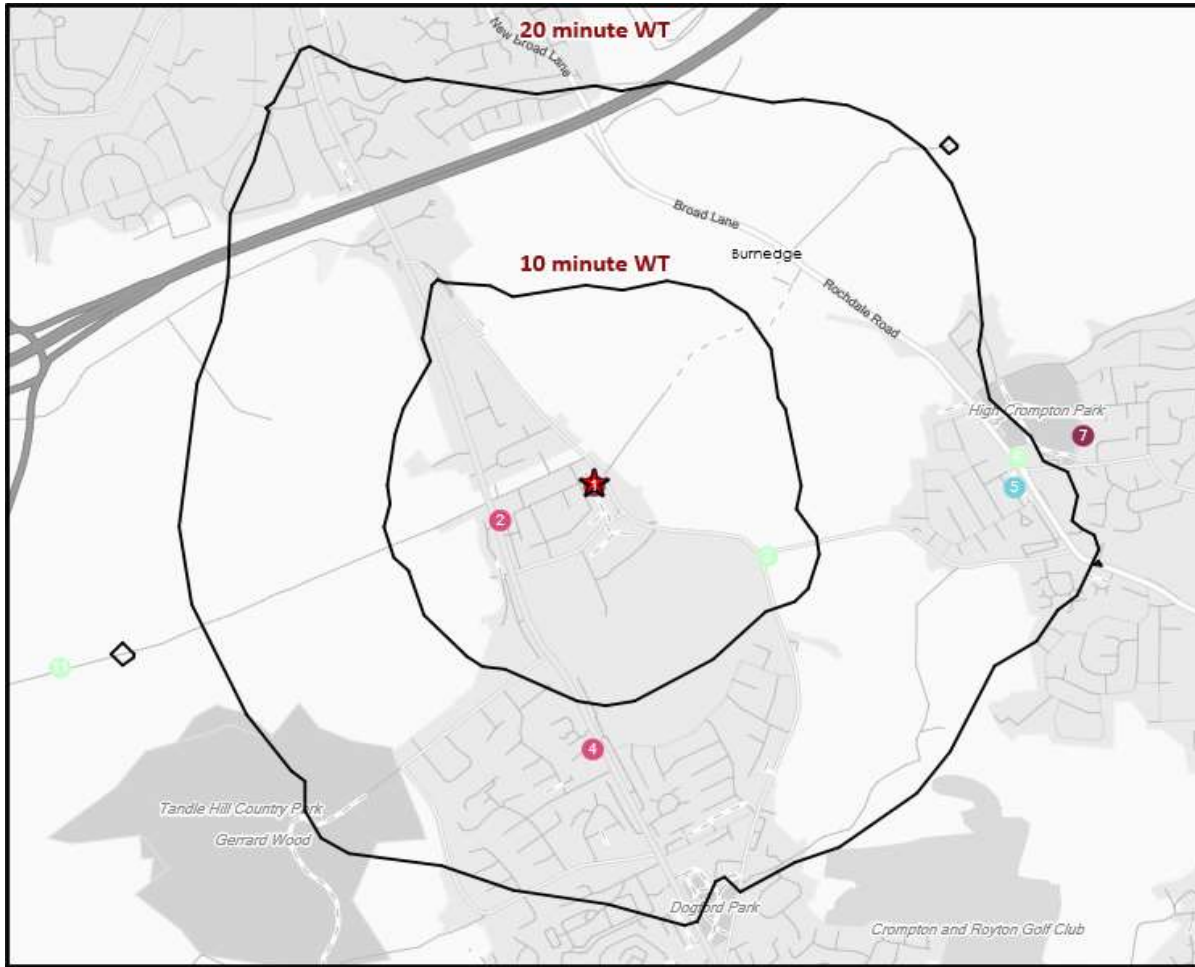 20 minute WT
New Broad Lane
10 minute WT
Broad Lane
Burnedge
Rochdale Road
High Crompton Park
7
5
1
2
4
11
Tandle Hill Country Park
Gerrard Wood
Dogford Park
Crompton and Royton Golf Club